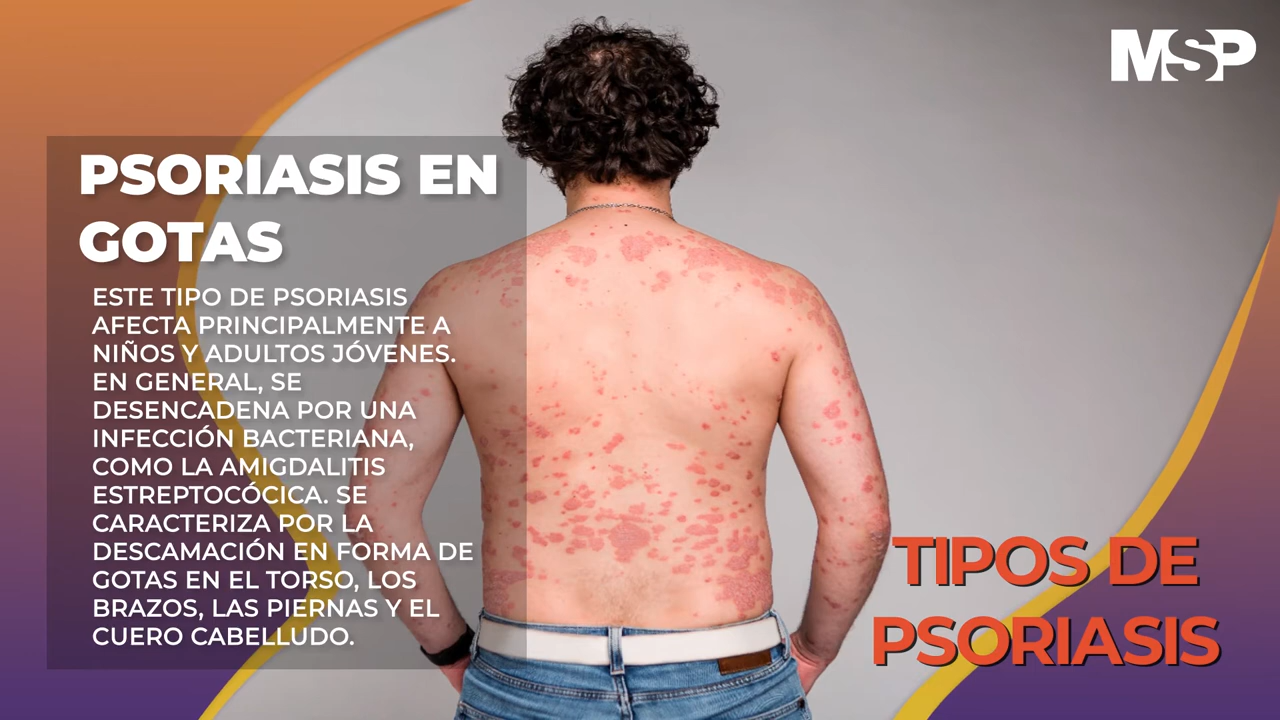 MSP
PSORIASIS EN
GOTAS
ESTE TIPO DE PSORIASIS
AFECTA PRINCIPALMENTE A
NIÑOS Y ADULTOS JÓVENES.
EN GENERAL, SE
DESENCADENA POR UNA
INFECCIÓN BACTERIANA,
COMO LA AMIGDALITIS
ESTREPTOCÓCICA. SE
CARACTERIZA POR LA
DESCAMACIÓN EN FORMA DE
GOTAS EN EL TORSO, LOS
BRAZOS, LAS PIERNAS Y EL
CUERO CABELLUDO.
TIPOS DE
PSORIASIS